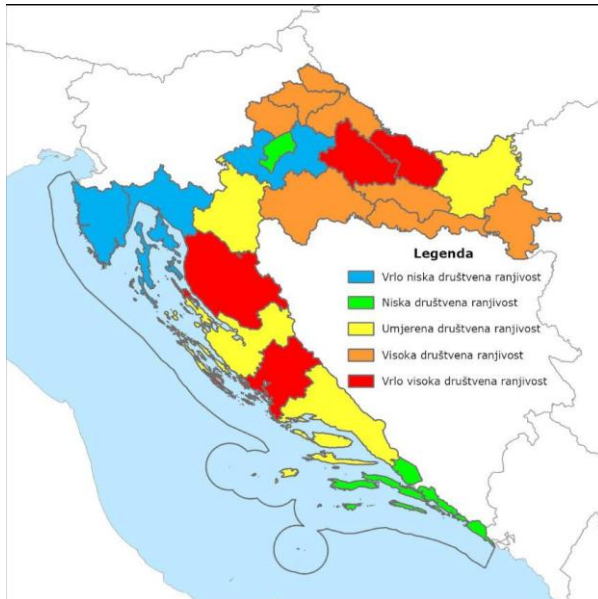 Legenda
Vrlo niska društvena ranjivost
Niska društvena ranjivost
Umjerena društvena ranjivost
Visoka društvena ranjivost
Vrlo visoka društvena ranjivost